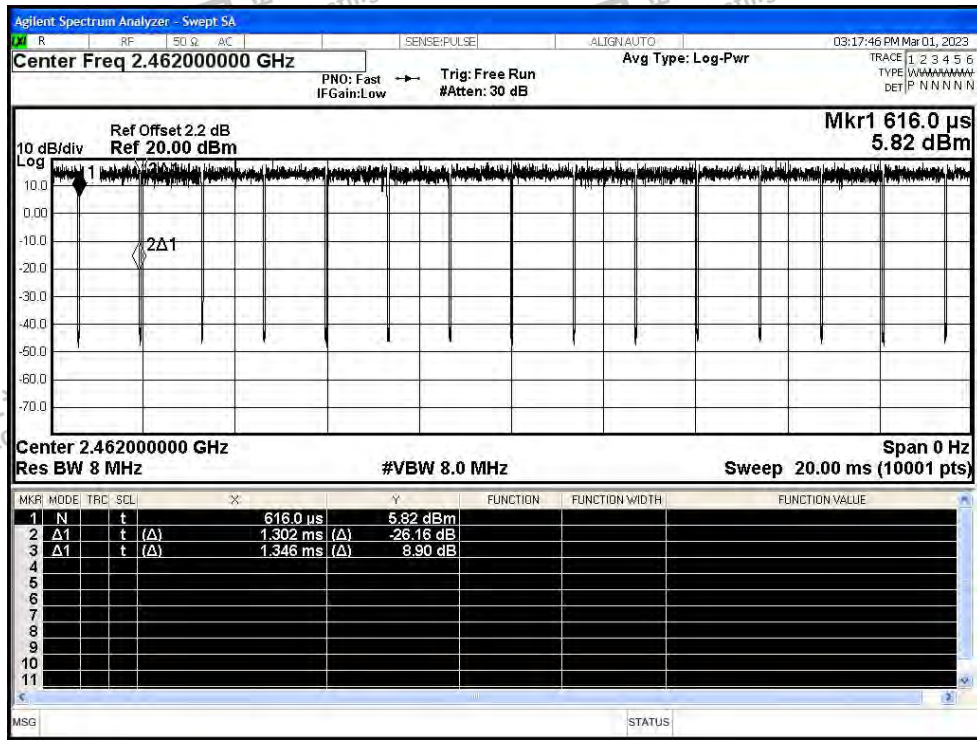 Agilent Spectrum Analyzer - Swept SA
LXI R RF 50 Ω AC SENSE:PULSE ALIGN AUTO 03:17:46 PM Mar 01, 2023
Center Freq 2.462000000 GHz
PNO: Fast
IFGain:Low
Trig: Free Run
#Atten: 30 dB
Avg Type: Log-Pwr
TRACE 1 2 3 4 5 6
TYPE WWWWWW
DET P N N N N N
Mkr1 616.0 µs
5.82 dBm
Ref Offset 2.2 dB
10 dB/div Ref 20.00 dBm
Log
10.0
0.00
-10.0
-20.0
-30.0
-40.0
-50.0
-60.0
-70.0
1
3Δ1
2Δ1
Center 2.462000000 GHz Span 0 Hz
Res BW 8 MHz #VBW 8.0 MHz Sweep 20.00 ms (10001 pts)
MKR MODE TRC SCL X Y FUNCTION FUNCTION WIDTH FUNCTION VALUE
1 N t 616.0 µs 5.82 dBm
2 Δ1 t (Δ) 1.302 ms (Δ) -26.16 dB
3 Δ1 t (Δ) 1.346 ms (Δ) 8.90 dB
4
5
6
7
8
9
10
11
MSG STATUS